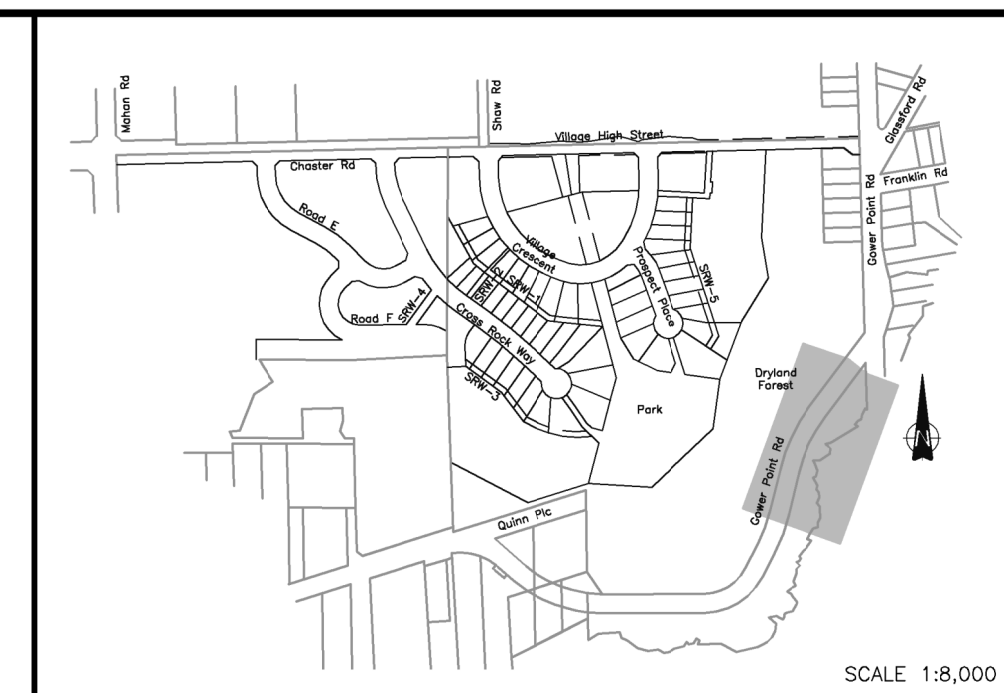 Mahan Rd
Shaw Rd
Glassford Rd
Village High Street
Chaster Rd
Franklin Rd
Gower Point Rd
Road E
Village
Crescent
Prospect Place
SRW-5
SRW-2
SRW-1
SRW-4
Road F
Cross Rock Way
SRW-3
Dryland
Forest
Park
N
Gower Point Rd
Quinn Plc
SCALE 1:8,000